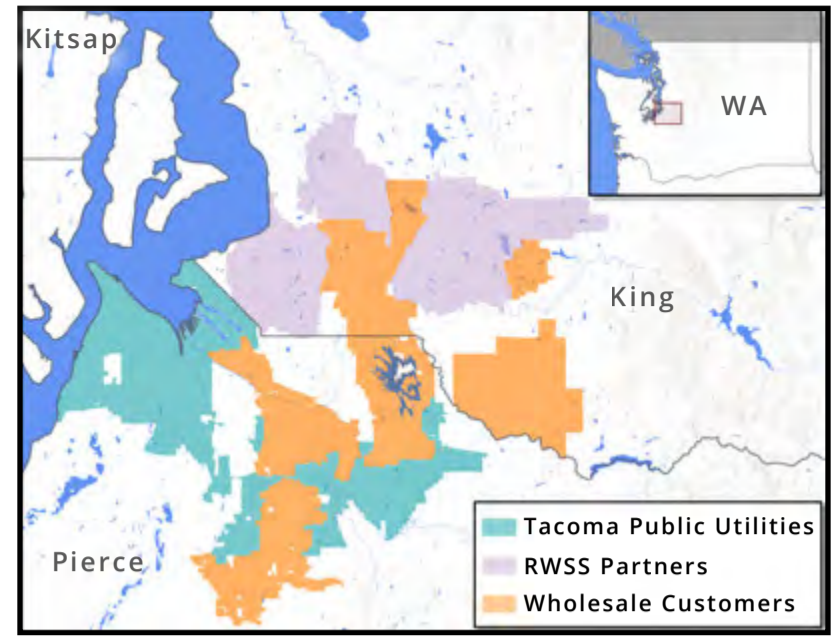 Kitsap
WA
King
Pierce
Tacoma Public Utilities
RWSS Partners
Wholesale Customers